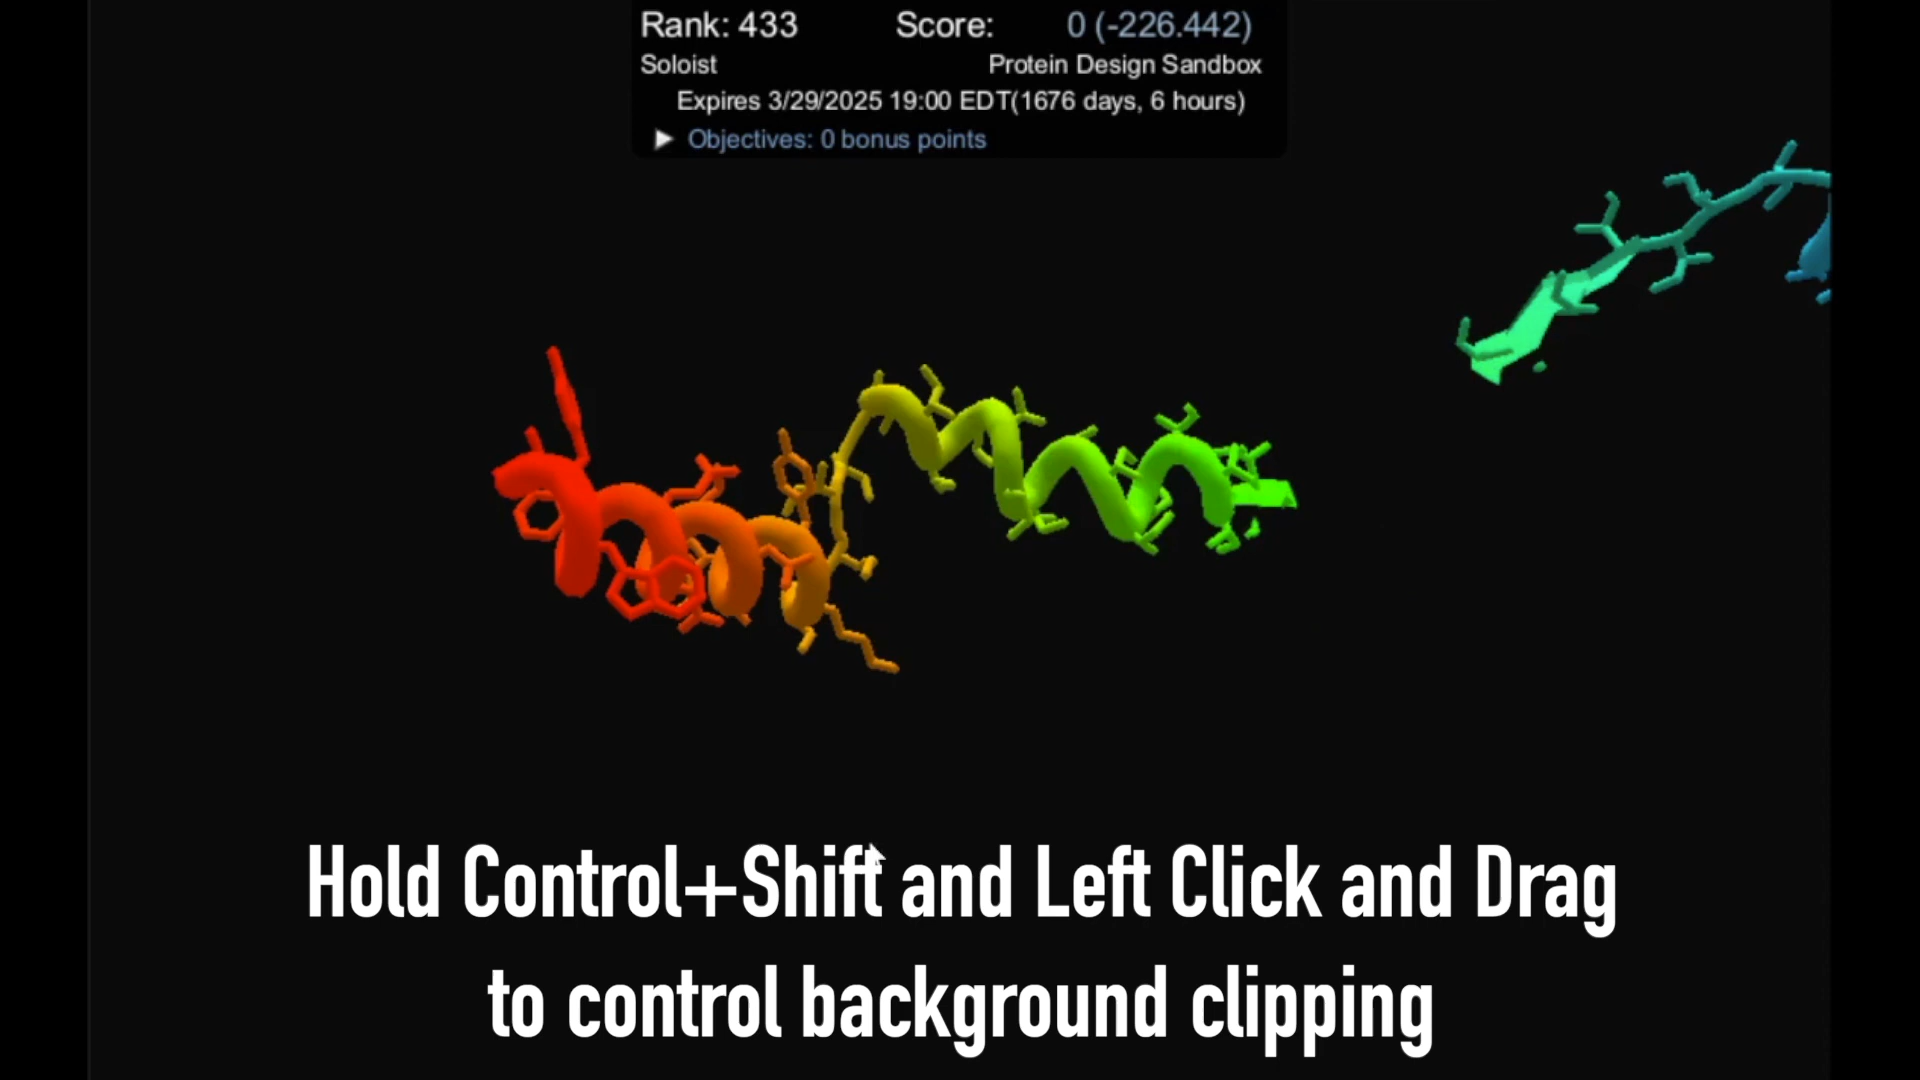 Rank: 433 Score: 0 (-226.442)
Soloist Protein Design Sandbox
Expires 3/29/2025 19:00 EDT(1676 days, 6 hours)
Objectives: 0 bonus points
Hold Control+Shift and Left Click and Drag
to control background clipping